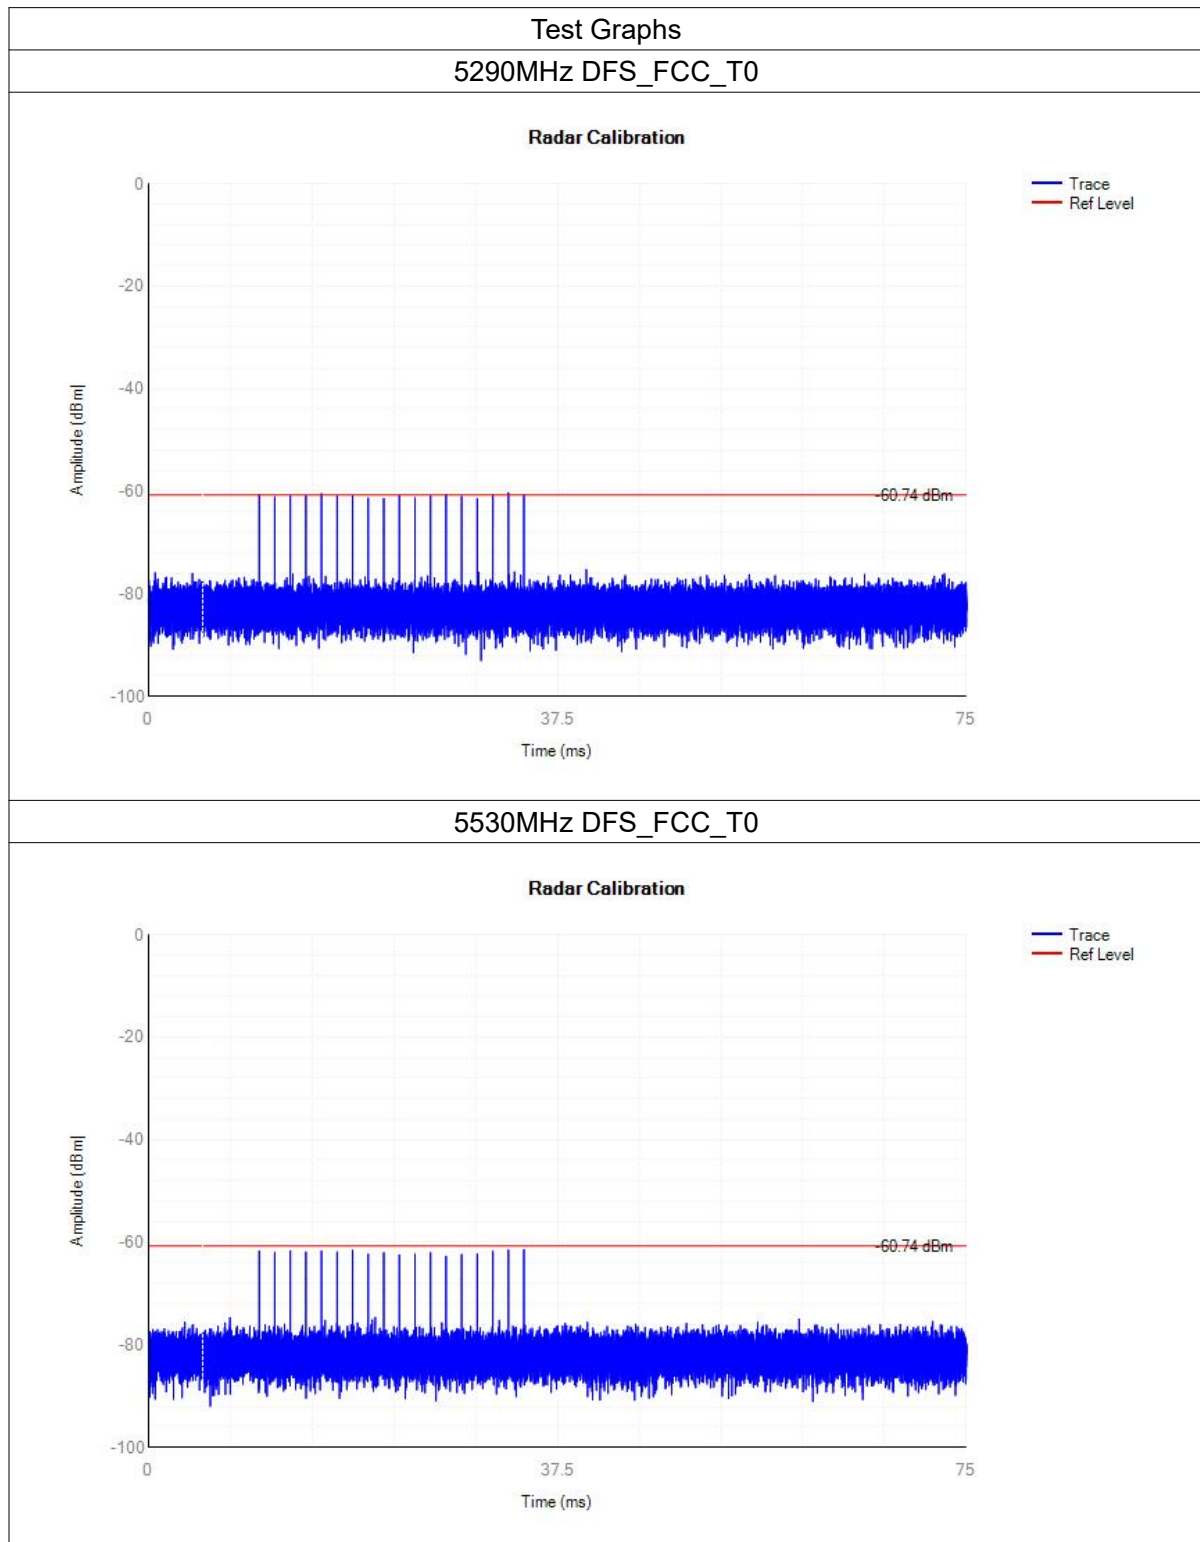 Test Graphs
5290MHz DFS_FCC_T0
Radar Calibration
Trace
Ref Level
0
-20
-40
-60
-80
-100
Amplitude [dBm]
-60.74 dBm
0
37.5
75
Time (ms)
5530MHz DFS_FCC_T0
Radar Calibration
Trace
Ref Level
0
-20
-40
-60
-80
-100
Amplitude [dBm]
-60.74 dBm
0
37.5
75
Time (ms)